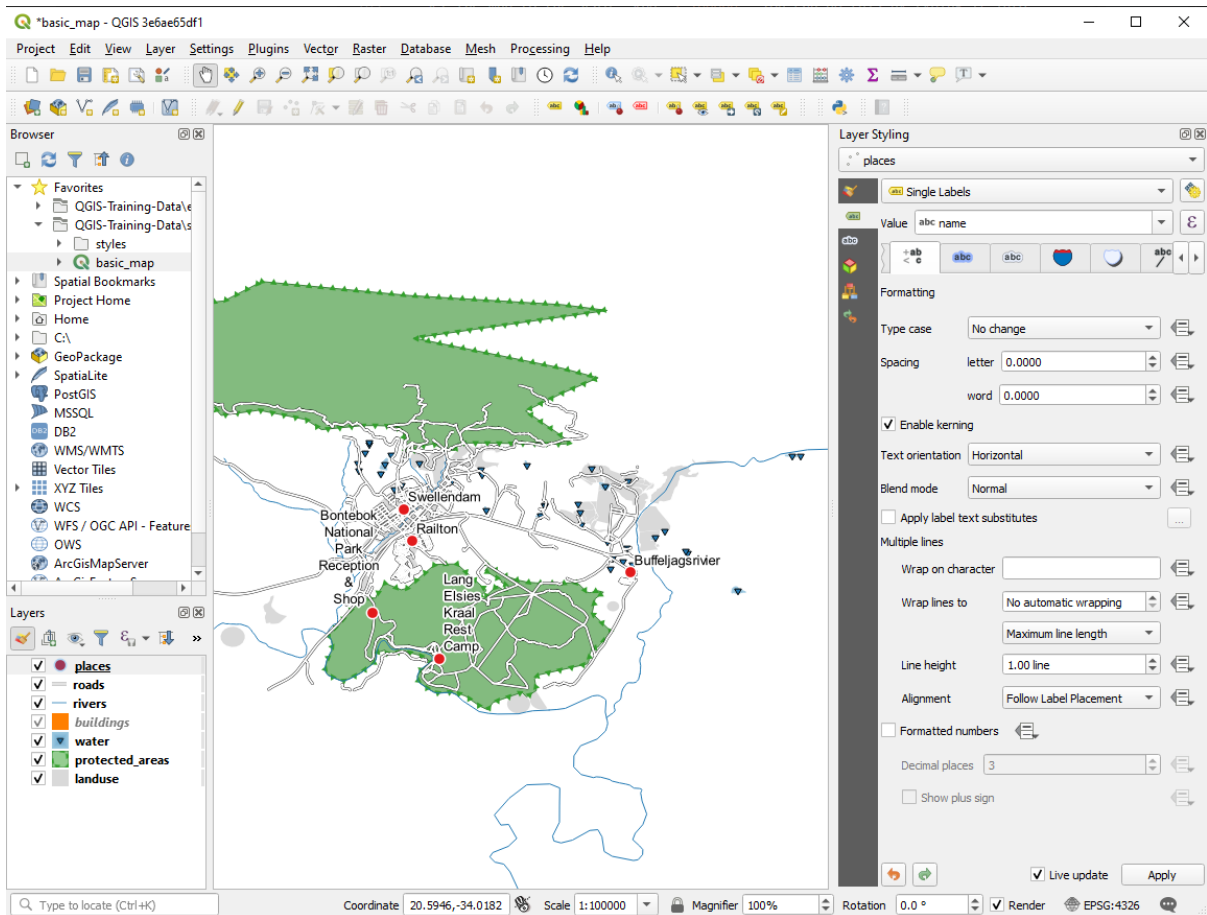 *basic_map - QGIS 3e6ae65df1
Project Edit View Layer Settings Plugins Vector Raster Database Mesh Processing Help
Browser
Favorites
QGIS-Training-Data\e
QGIS-Training-Data\s
styles
basic_map
Spatial Bookmarks
Project Home
Home
C:\
GeoPackage
SpatiaLite
PostGIS
MSSQL
DB2
WMS/WMTS
Vector Tiles
XYZ Tiles
WCS
WFS / OGC API - Feature
OWS
ArcGisMapServer
Layers
places
roads
rivers
buildings
water
protected_areas
landuse
Swellendam
Bontebok
National
Park
Reception
&
Shop
Railton
Lang
Elsies
Kraal
Rest
Camp
Buffeljagsrivier
Layer Styling
places
Single Labels
Value abc name
Formatting
Type case No change
Spacing letter 0.0000
word 0.0000
Enable kerning
Text orientation Horizontal
Blend mode Normal
Apply label text substitutes ...
Multiple lines
Wrap on character
Wrap lines to No automatic wrapping
Maximum line length
Line height 1.00 line
Alignment Follow Label Placement
Formatted numbers
Decimal places 3
Show plus sign
Live update Apply
Type to locate (Ctrl+K) Coordinate 20.5946,-34.0182 Scale 1:100000 Magnifier 100% Rotation 0.0 ° Render EPSG:4326